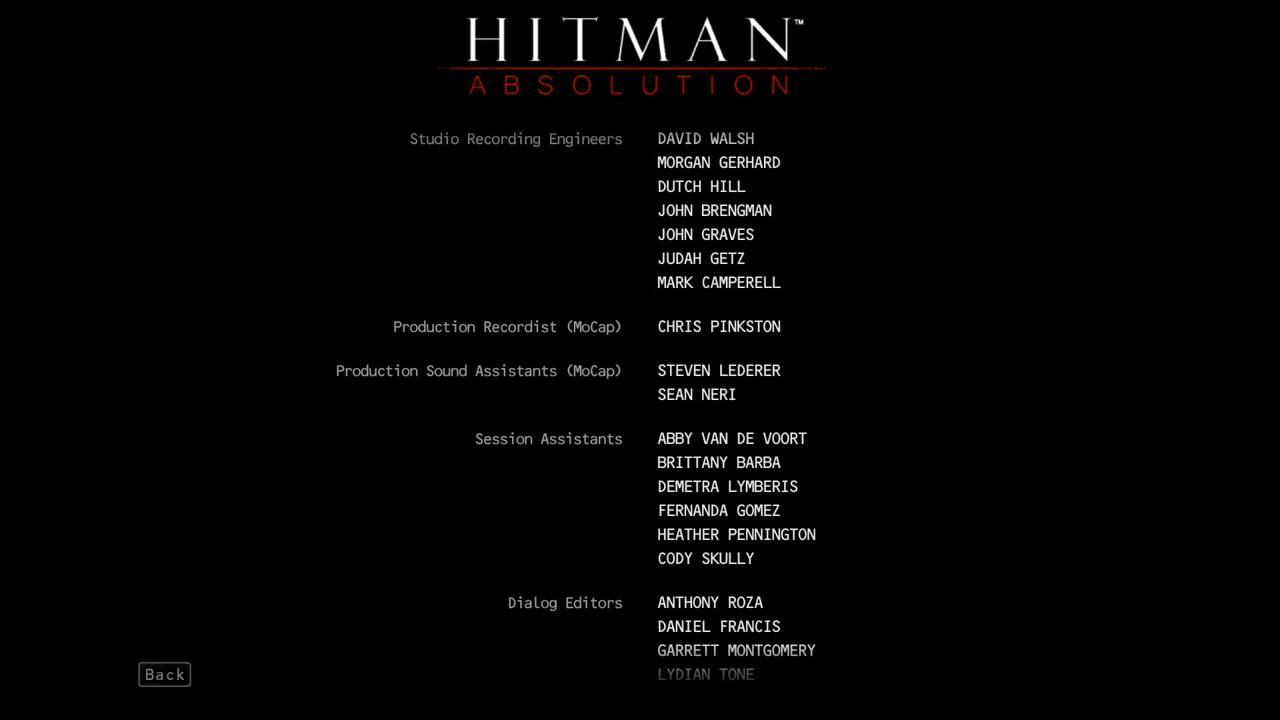 HITMAN™
ABSOLUTION
Studio Recording Engineers DAVID WALSH
MORGAN GERHARD
DUTCH HILL
JOHN BRENGMAN
JOHN GRAVES
JUDAH GETZ
MARK CAMPERELL
Production Recordist (MoCap) CHRIS PINKSTON
Production Sound Assistants (MoCap) STEVEN LEDERER
SEAN NERI
Session Assistants ABBY VAN DE VOORT
BRITTANY BARBA
DEMETRA LYMBERIS
FERNANDA GOMEZ
HEATHER PENNINGTON
CODY SKULLY
Dialog Editors ANTHONY ROZA
DANIEL FRANCIS
GARRETT MONTGOMERY
LYDIAN TONE
Back